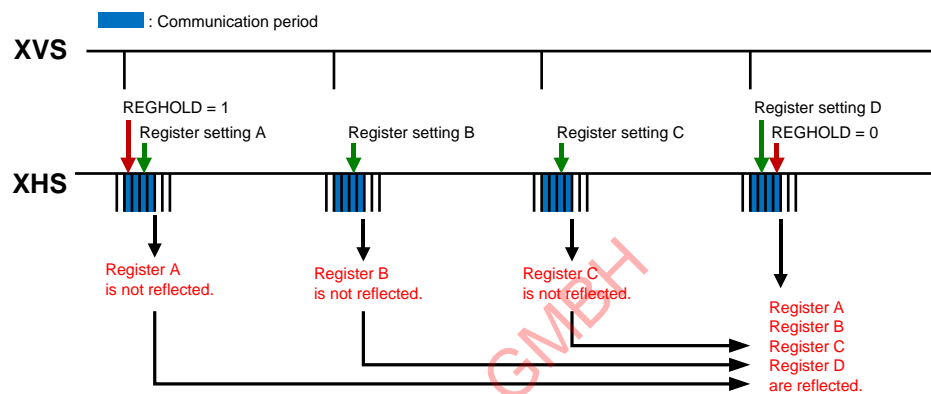 : Communication period
XVS
REGHOLD = 1
Register setting A
Register setting B
Register setting C
Register setting D
REGHOLD = 0
XHS
Register A
is not reflected.
Register B
is not reflected.
Register C
is not reflected.
Register A
Register B
Register C
Register D
are reflected.
GMBH